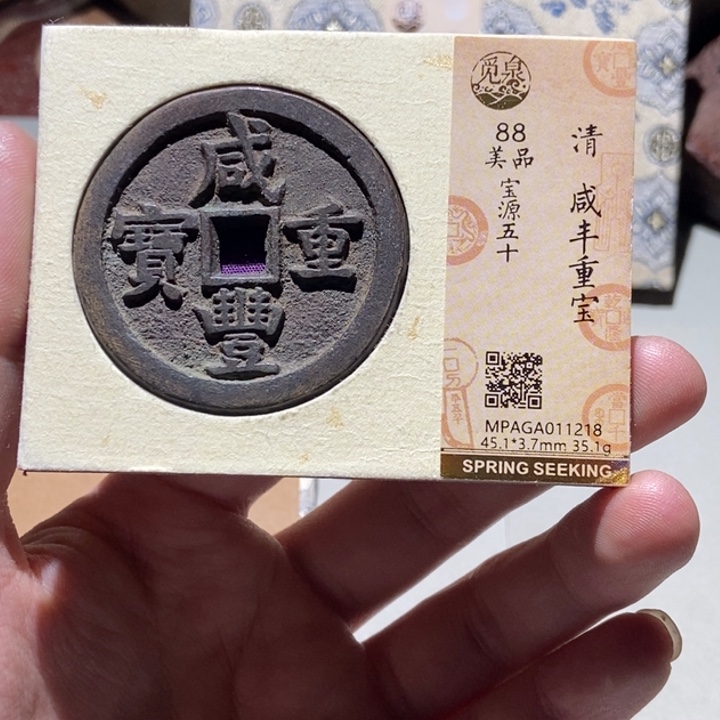 咸
豐
重
寶
觅泉
88
美品
宝源五十
清 咸丰重宝
MPAGA011218
45.1*3.7mm 35.1g
SPRING SEEKING